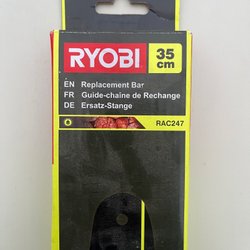 RYOBI
35
cm
EN Replacement Bar
FR Guide-chaîne de Rechange
DE Ersatz-Stange
RAC247